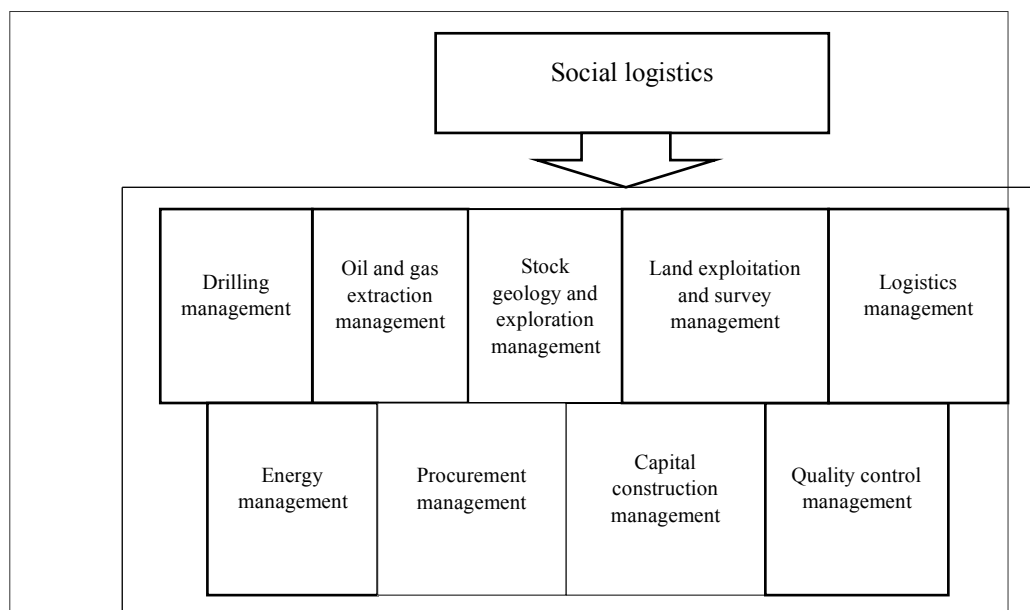 Social logistics
Drilling
management
Oil and gas
extraction
management
Stock
geology and
exploration
management
Land exploitation
and survey
management
Logistics
management
Energy
management
Procurement
management
Capital
construction
management
Quality control
management